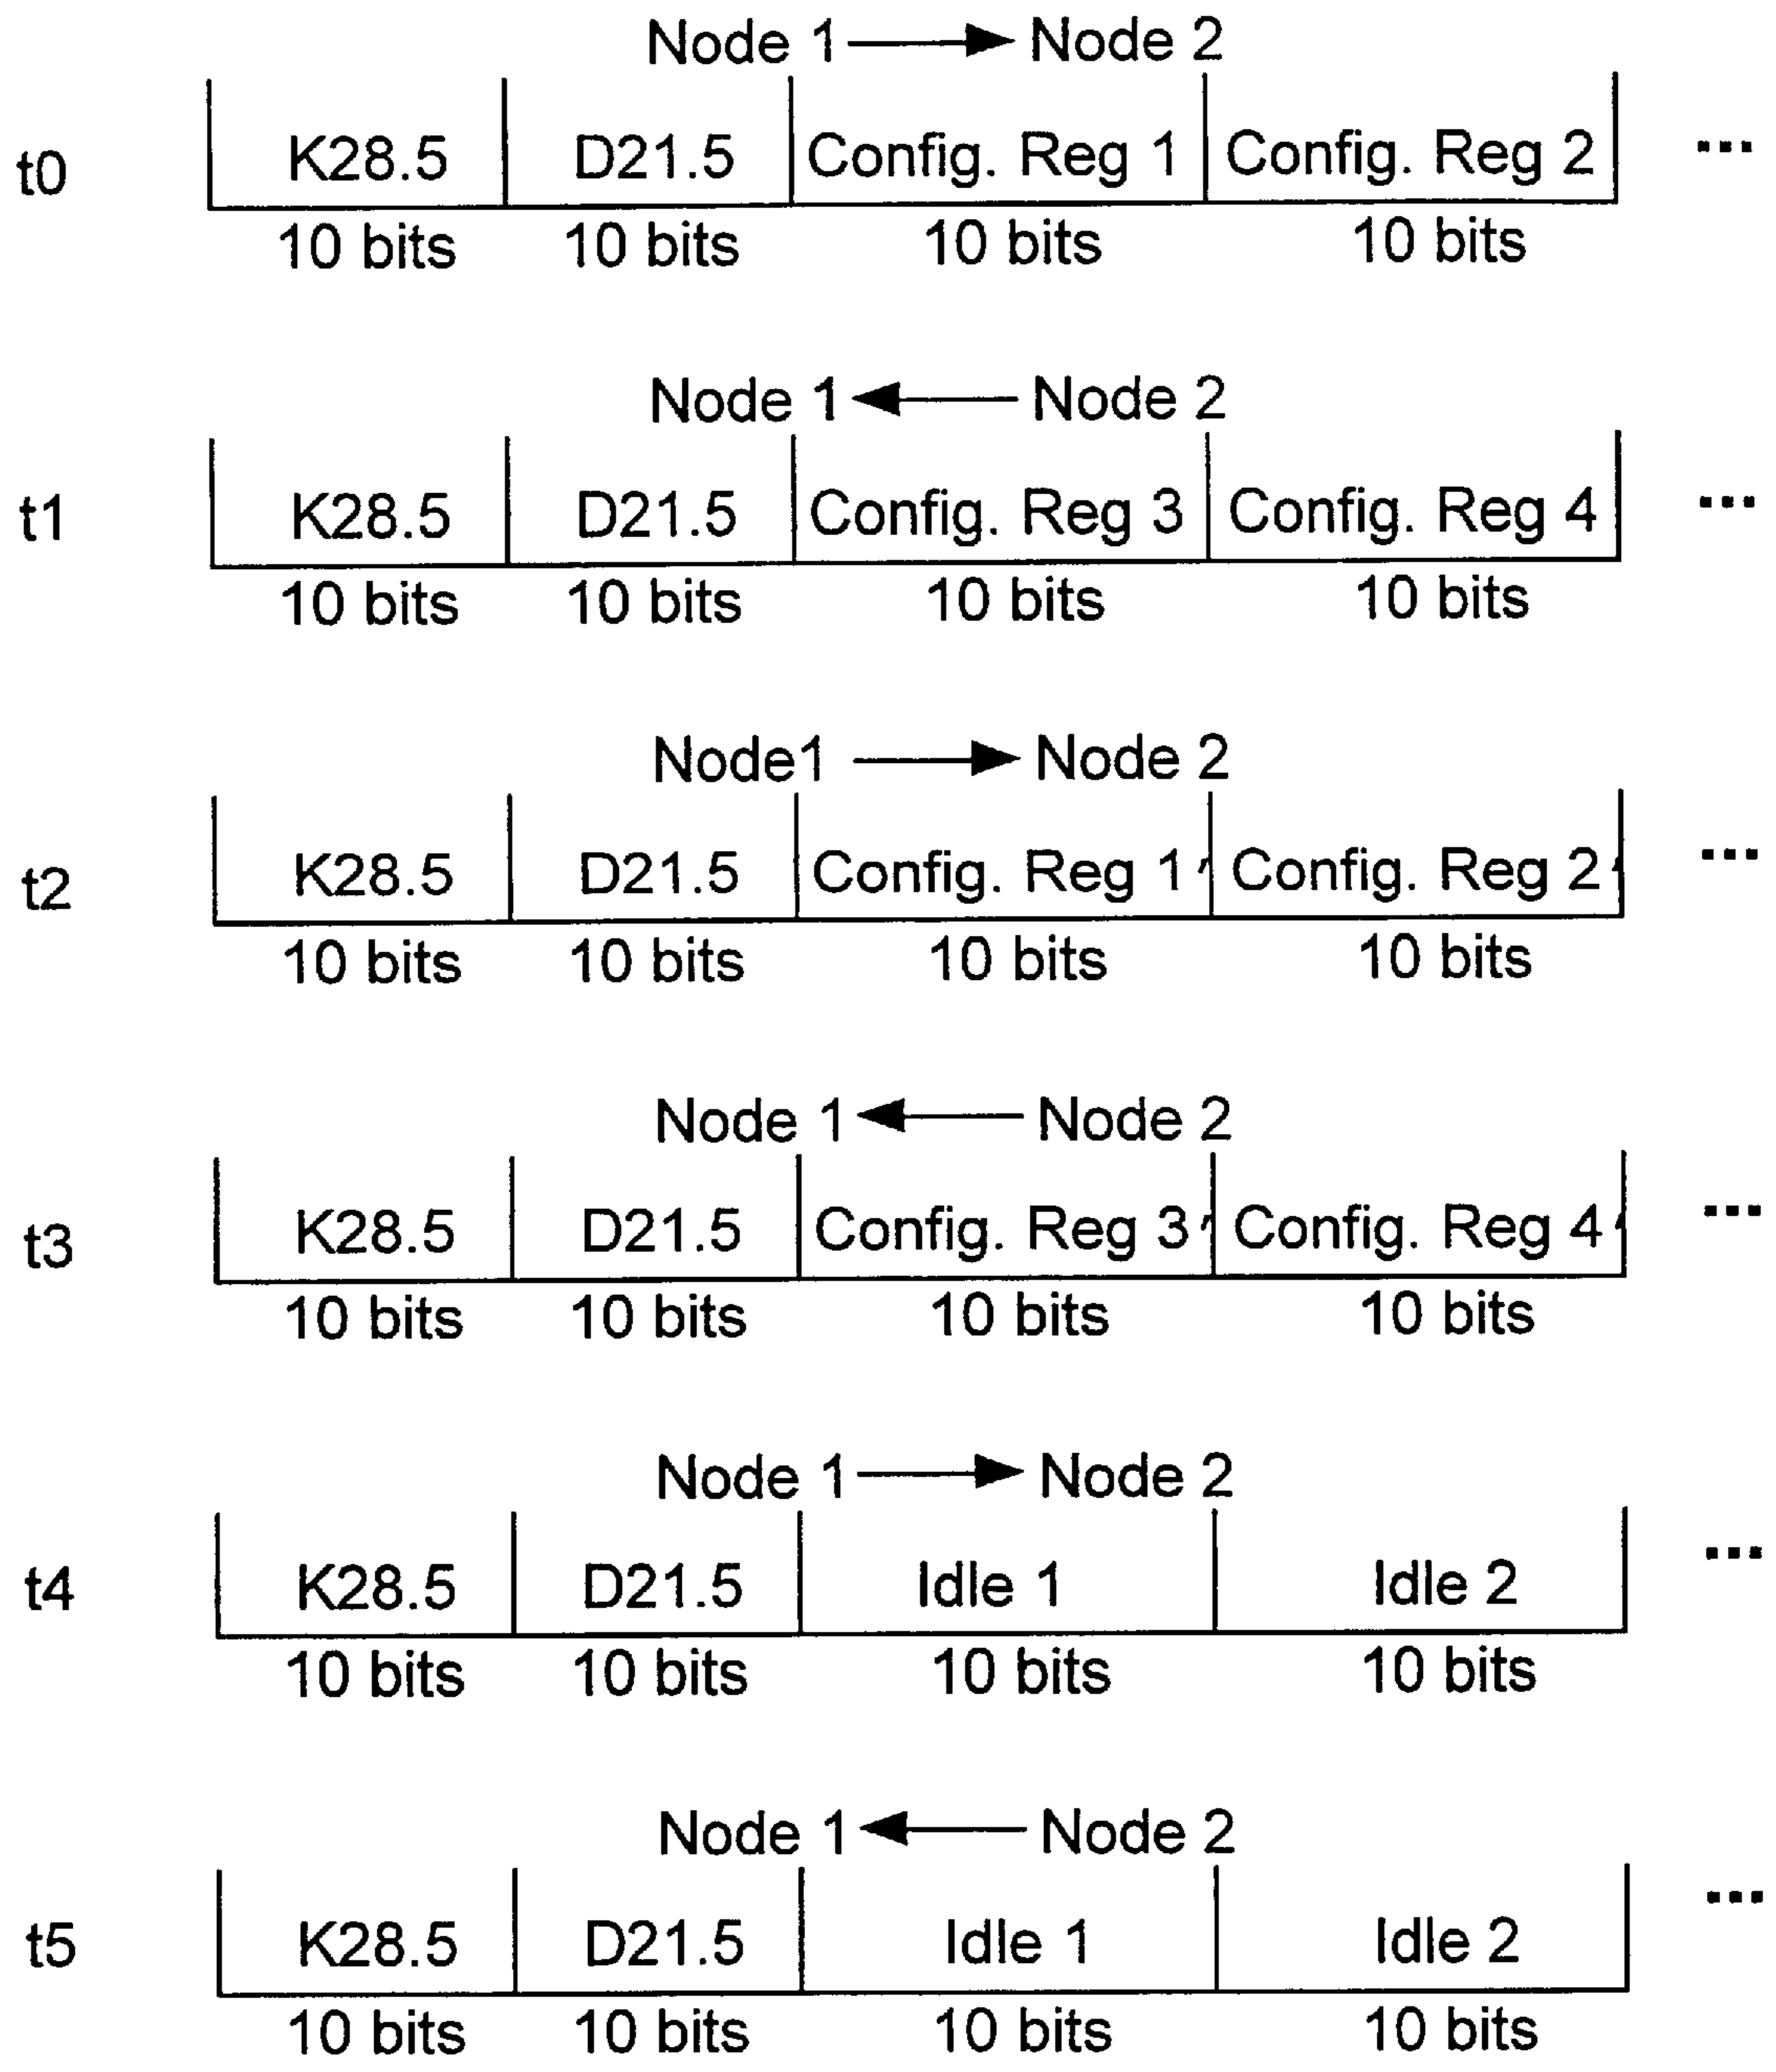 Node 1 Node 2
t0 K28.5 D21.5 Config. Reg 1 Config. Reg 2 ...
10 bits 10 bits 10 bits 10 bits
Node 1 Node 2
t1 K28.5 D21.5 Config. Reg 3 Config. Reg 4 ...
10 bits 10 bits 10 bits 10 bits
Node1 Node 2
t2 K28.5 D21.5 Config. Reg 1' Config. Reg 2' ...
10 bits 10 bits 10 bits 10 bits
Node 1 Node 2
t3 K28.5 D21.5 Config. Reg 3' Config. Reg 4' ...
10 bits 10 bits 10 bits 10 bits
Node 1 Node 2
t4 K28.5 D21.5 Idle 1 Idle 2 ...
10 bits 10 bits 10 bits 10 bits
Node 1 Node 2
t5 K28.5 D21.5 Idle 1 Idle 2 ...
10 bits 10 bits 10 bits 10 bits